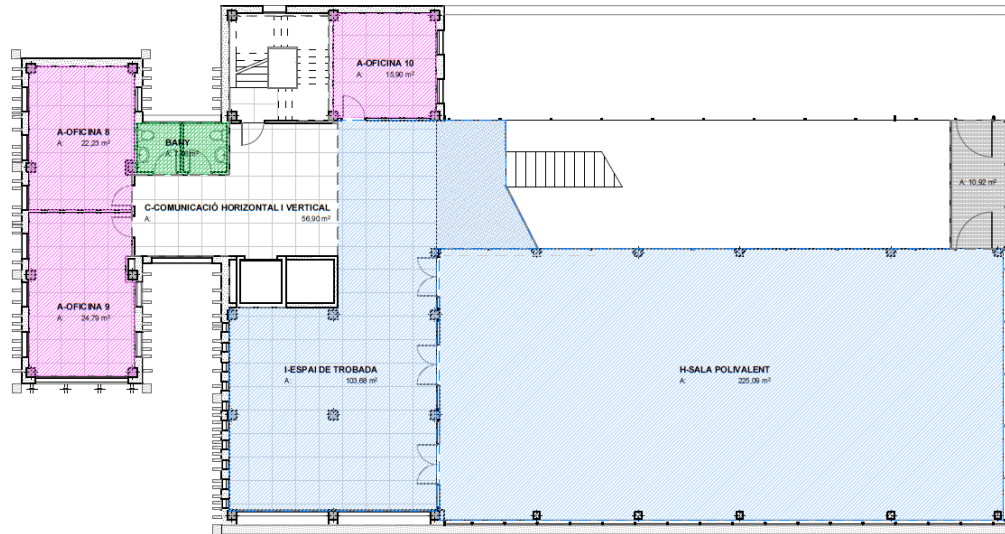 A-OFICINA 10
A: 15,90 m²
A-OFICINA 8
A: 22,23 m²
BANY
A:
A: 10,92 m²
C-COMUNICACIÓ HORIZONTAL I VERTICAL
A: 56,90 m²
A-OFICINA 9
A: 24,79 m²
I-ESPAI DE TROBADA
A: 103,68 m²
H-SALA POLIVALENT
A: 225,09 m²